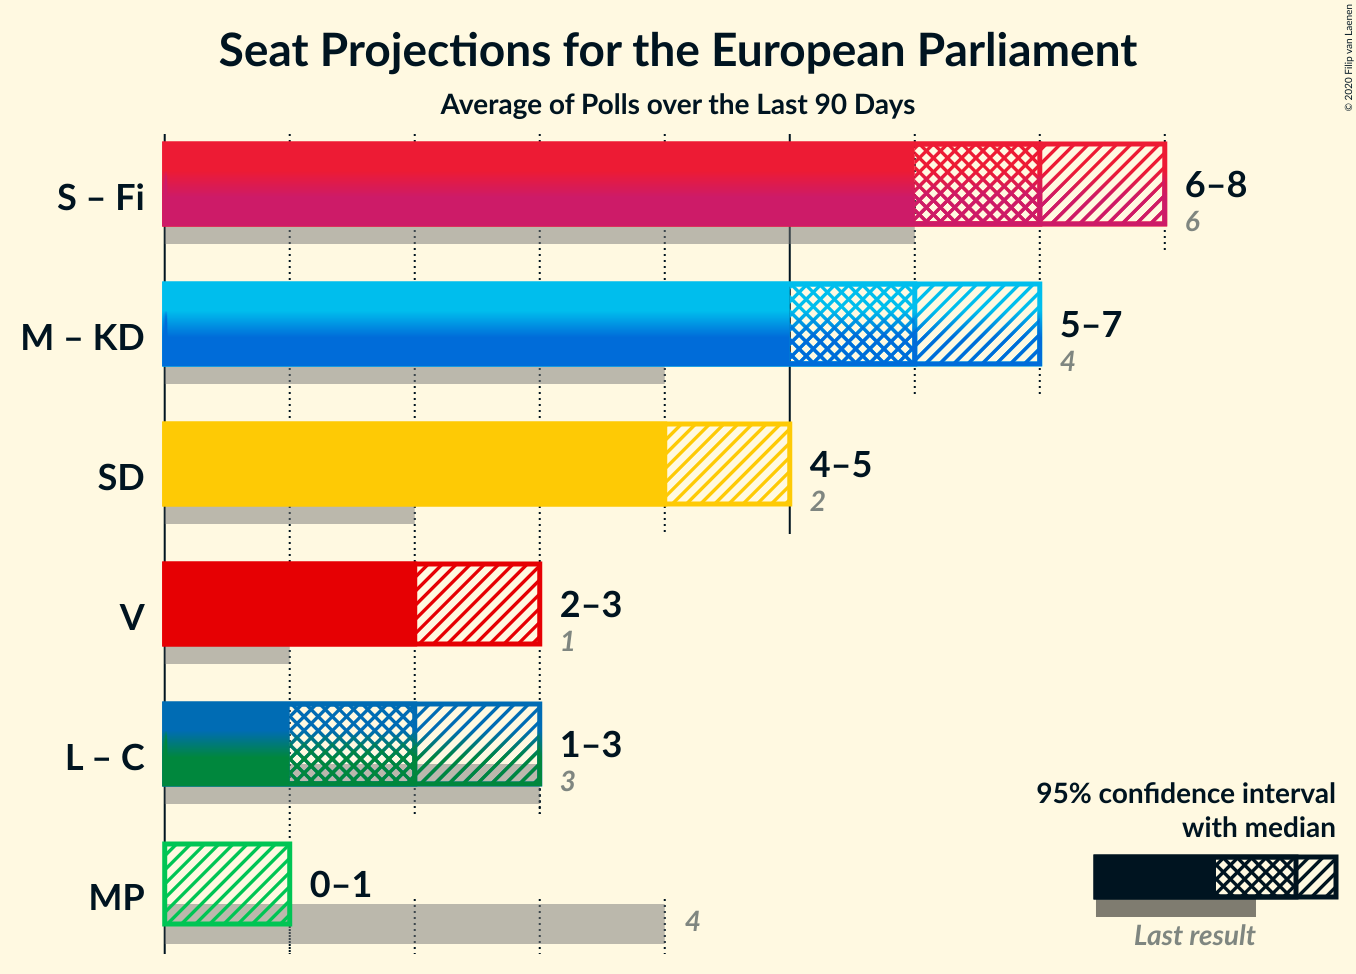 Seat Projections for the European Parliament
Average of Polls over the Last 90 Days
© 2020 Filip van Laenen
S – Fi
6–8
6
M – KD
5–7
4
SD
4–5
2
V
2–3
1
L – C
1–3
3
MP
0–1
4
95% confidence interval
with median
Last result